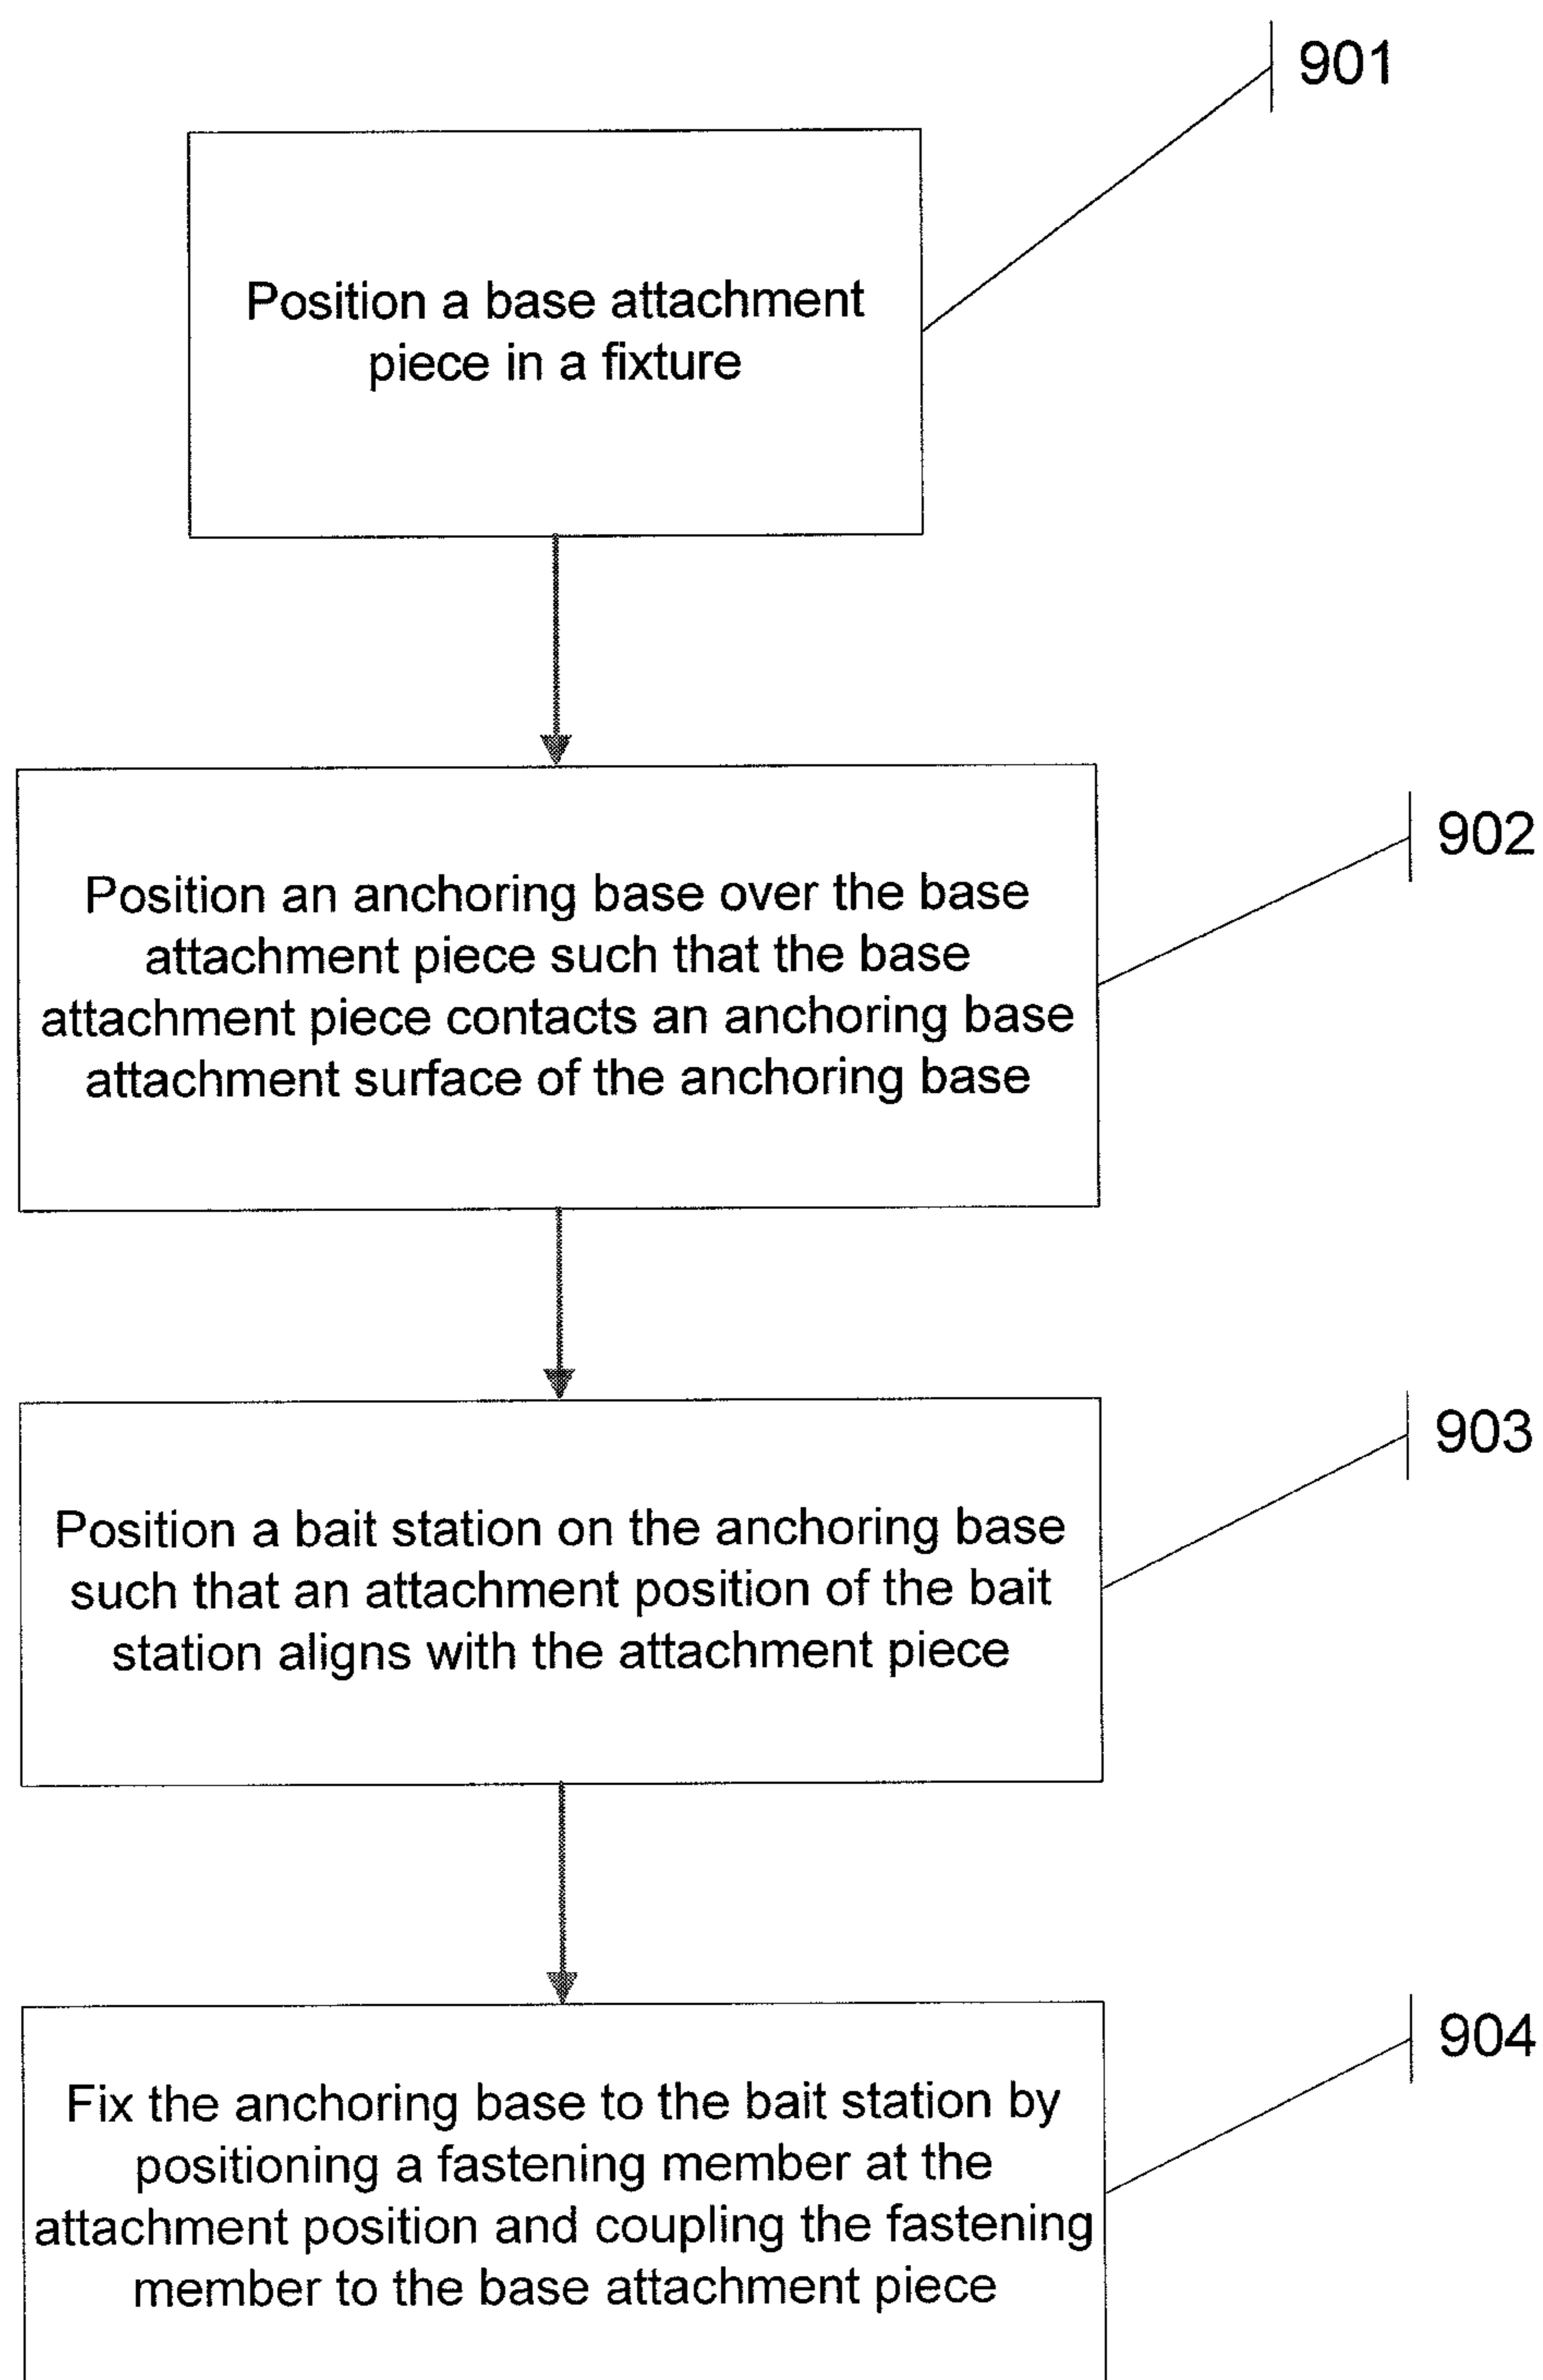 901
Position a base attachment
piece in a fixture
902
Position an anchoring base over the base
attachment piece such that the base
attachment piece contacts an anchoring base
attachment surface of the anchoring base
903
Position a bait station on the anchoring base
such that an attachment position of the bait
station aligns with the attachment piece
904
Fix the anchoring base to the bait station by
positioning a fastening member at the
attachment position and coupling the fastening
member to the base attachment piece